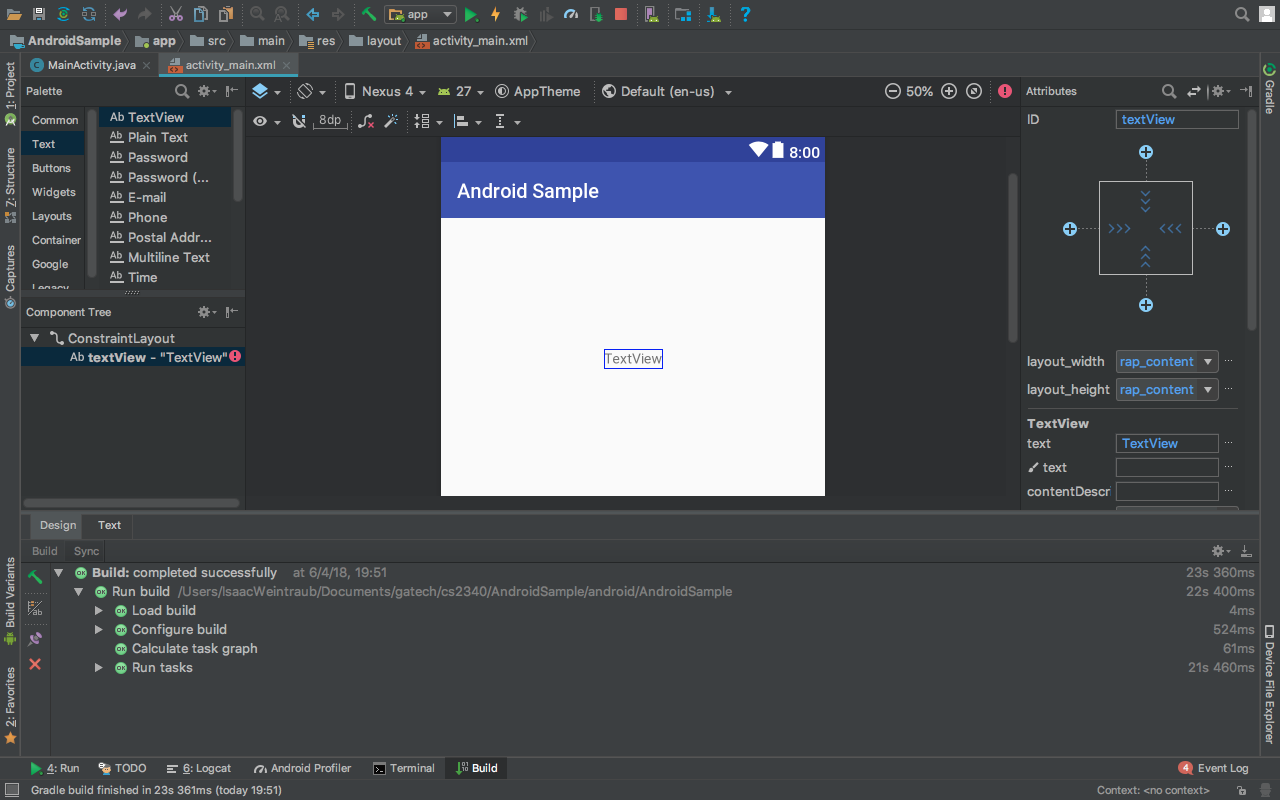 app
AndroidSample
app
src
main
res
layout
activity_main.xml
MainActivity.java
activity_main.xml
1: Project
Z: Structure
Captures
Build Variants
2: Favorites
Palette
Common
Text
Buttons
Widgets
Layouts
Container
Google
Legacy
Ab TextView
Ab Plain Text
Ab Password
Ab Password (...
Ab E-mail
Ab Phone
Ab Postal Addr...
Ab Multiline Text
Ab Time
Component Tree
ConstraintLayout
Ab textView - "TextView"
Nexus 4
27
AppTheme
Default (en-us)
50%
8dp
8:00
Android Sample
TextView
Attributes
ID
textView
layout_width
rap_content
layout_height
rap_content
TextView
text
TextView
text
contentDescr
Gradle
Device File Explorer
Design
Text
Build
Sync
Build: completed successfully at 6/4/18, 19:51 23s 360ms
Run build /Users/IsaacWeintraub/Documents/gatech/cs2340/AndroidSample/android/AndroidSample 22s 400ms
Load build 4ms
Configure build 524ms
Calculate task graph 61ms
Run tasks 21s 460ms
4: Run
TODO
6: Logcat
Android Profiler
Terminal
Build
4 Event Log
Gradle build finished in 23s 361ms (today 19:51)
Context: <no context>